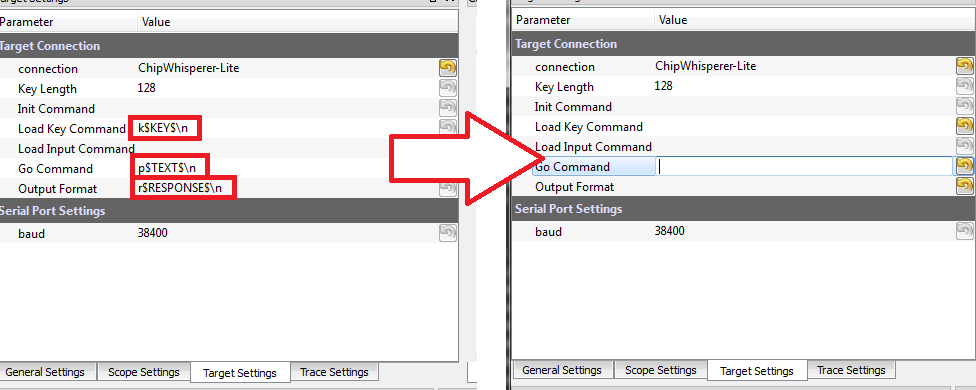 Target Settings
Parameter Value
Target Connection
connection ChipWhisperer-Lite
Key Length 128
Init Command
Load Key Command k$KEY$\n
Load Input Command
Go Command p$TEXT$\n
Output Format r$RESPONSE$\n
Serial Port Settings
baud 38400
General Settings Scope Settings Target Settings Trace Settings
Parameter Value
Target Connection
connection ChipWhisperer-Lite
Key Length 128
Init Command
Load Key Command
Load Input Command
Go Command
Output Format
Serial Port Settings
baud 38400
General Settings Scope Settings Target Settings Trace Settings